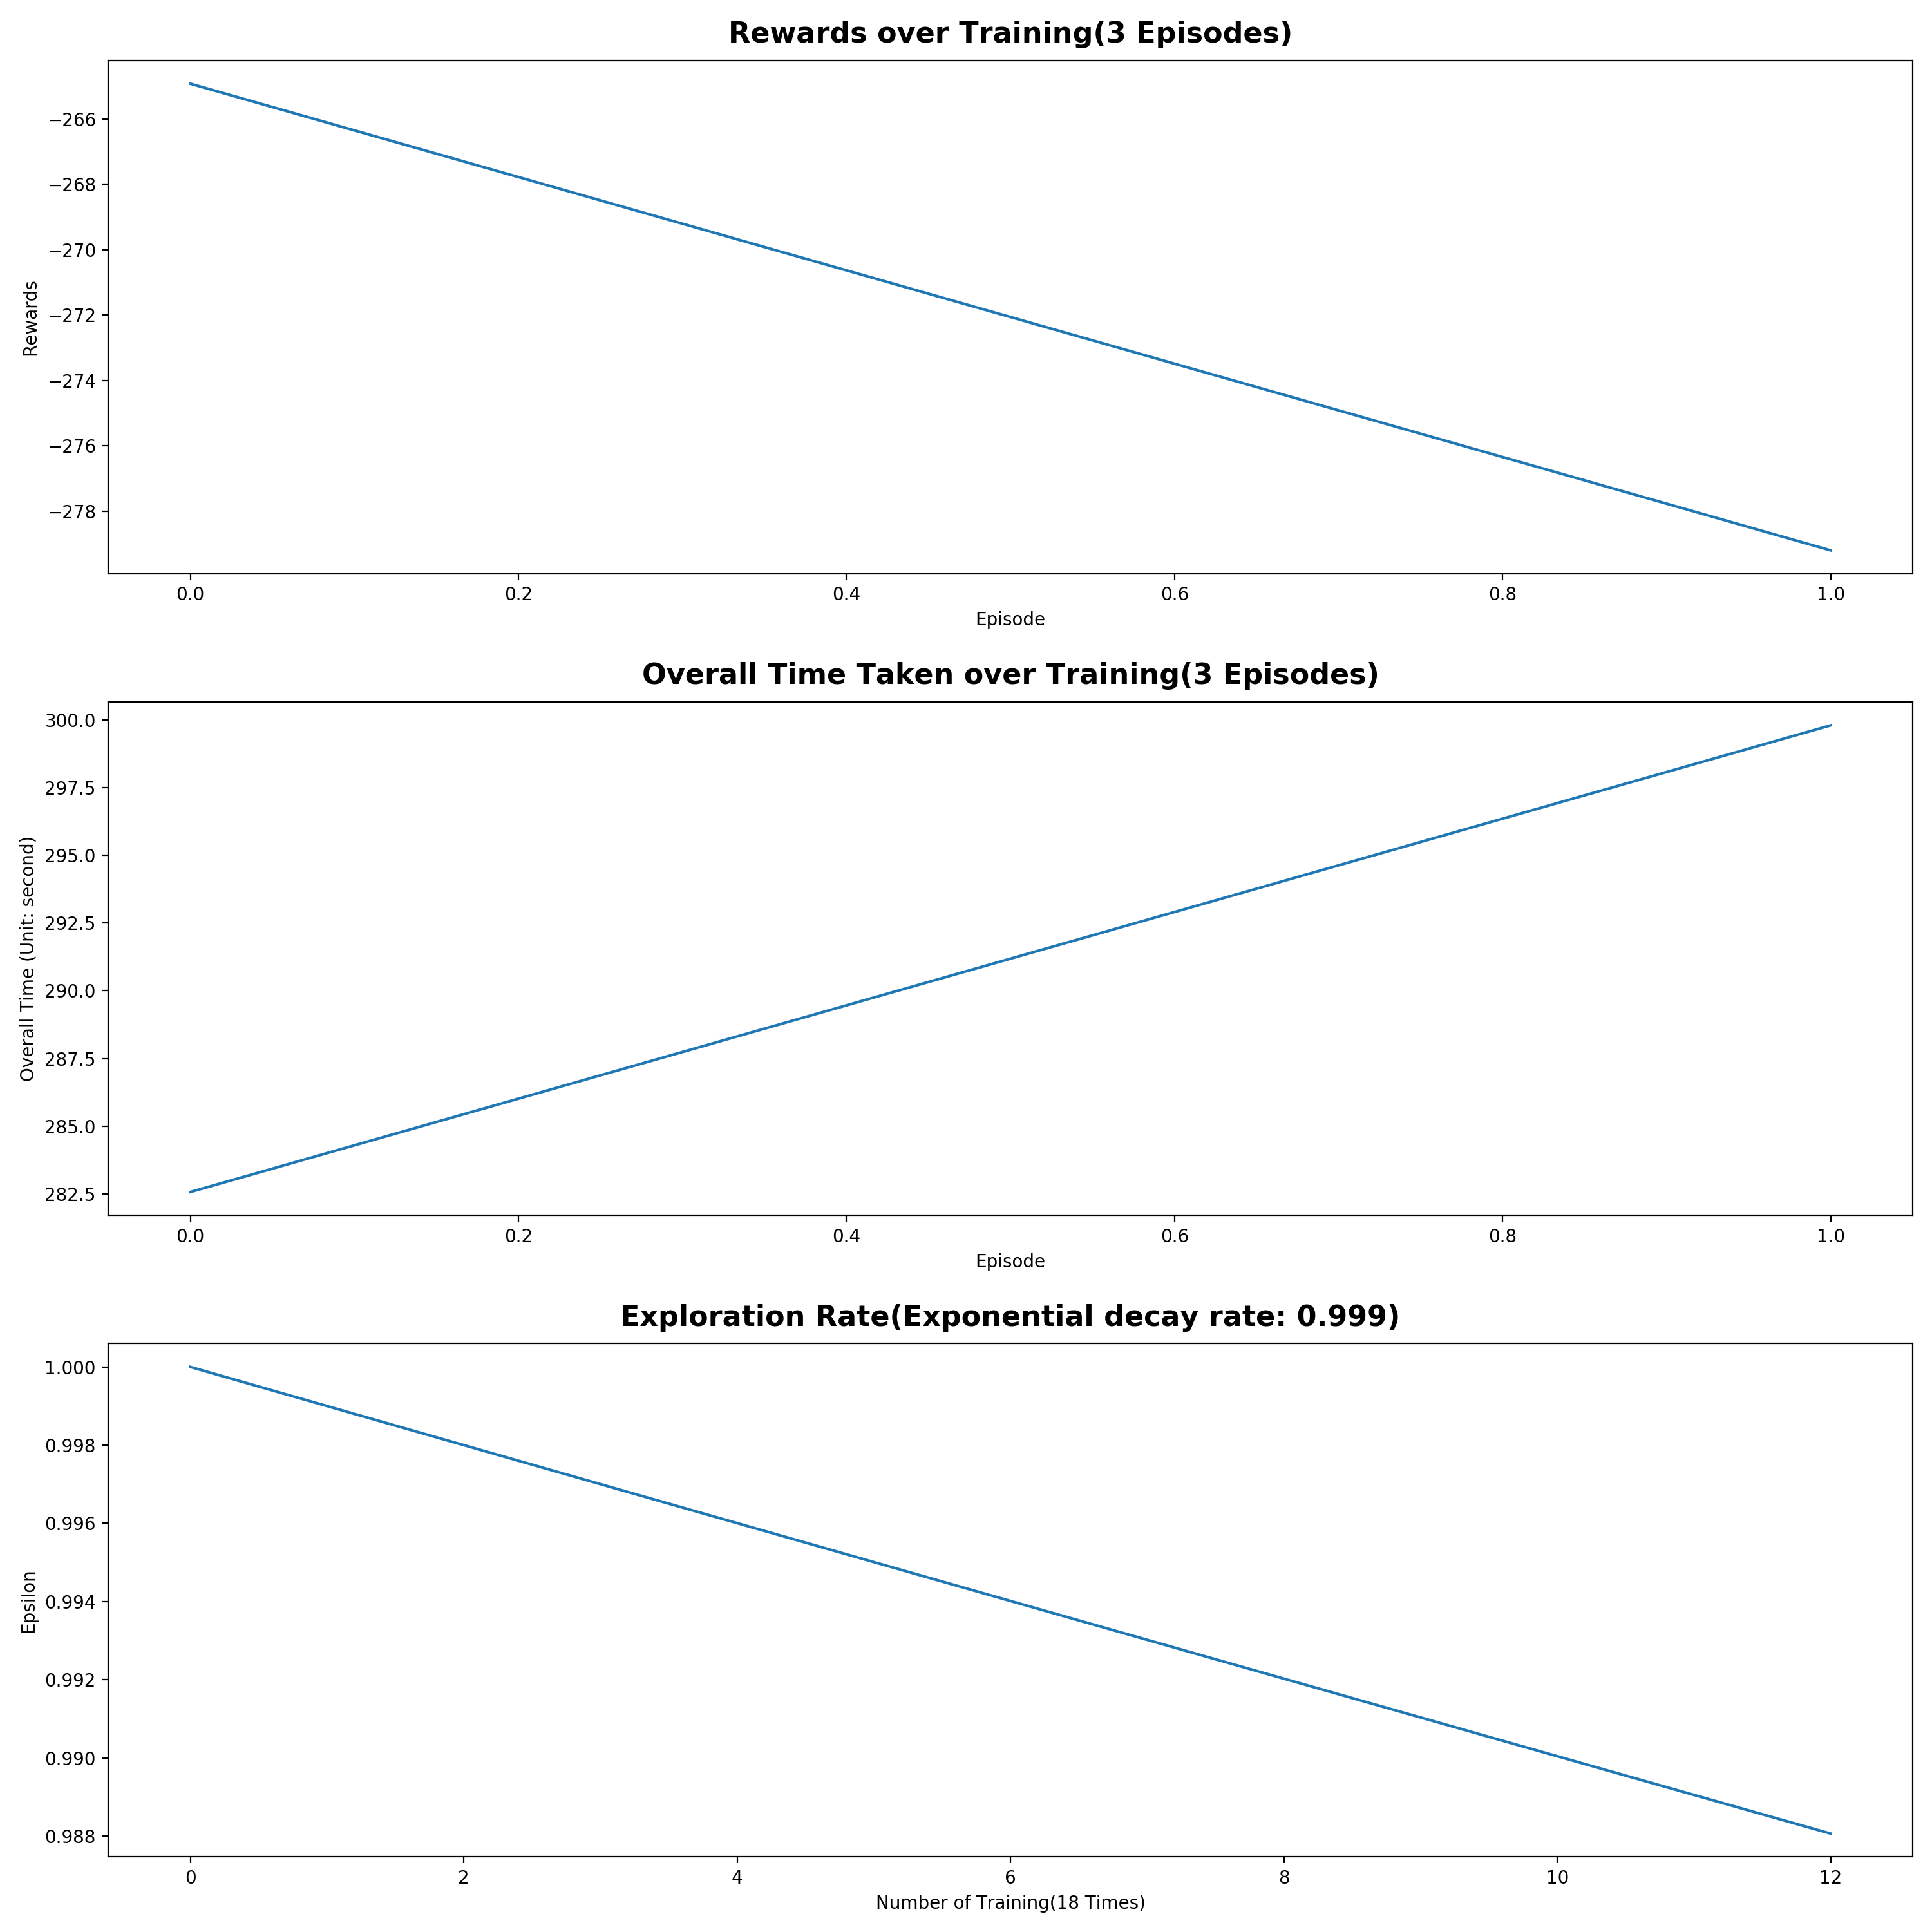 Rewards over Training(3 Episodes)
−266
−268
−270
−272
−274
−276
−278
Rewards
0.0 0.2 0.4 0.6 0.8 1.0
Episode
Overall Time Taken over Training(3 Episodes)
300.0
297.5
295.0
292.5
290.0
287.5
285.0
282.5
Overall Time (Unit: second)
0.0 0.2 0.4 0.6 0.8 1.0
Episode
Exploration Rate(Exponential decay rate: 0.999)
1.000
0.998
0.996
0.994
0.992
0.990
0.988
Epsilon
0 2 4 6 8 10 12
Number of Training(18 Times)